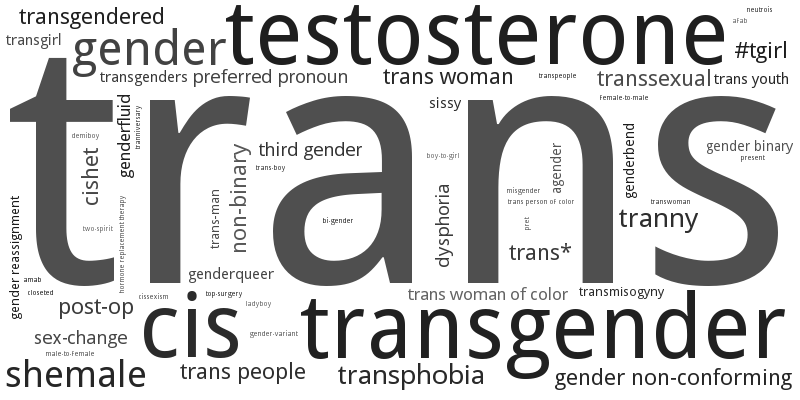 transgendered
testosterone
neutrois
afab
transgirl
gender
#tgirl
transgenders
preferred pronoun
trans woman
transpeople
transsexual
trans youth
trans
sissy
Female-to-male
genderfluid
tranniversary
demiboy
cishet
third gender
non-binary
trans-boy
boy-to-girl
agender
genderbend
gender binary
present
misgender
trans person of color
transwoman
trans-man
dysphoria
bi-gender
pret
tranny
two-spirit
hormone replacement therapy
gender reassignment
trans*
amab
closeted
genderqueer
cissexism
top-surgery
ladyboy
trans woman of color
transmisogyny
post-op
cis
transgender
sex-change
gender-variant
male-to-Female
shemale
trans people
transphobia
gender non-conforming